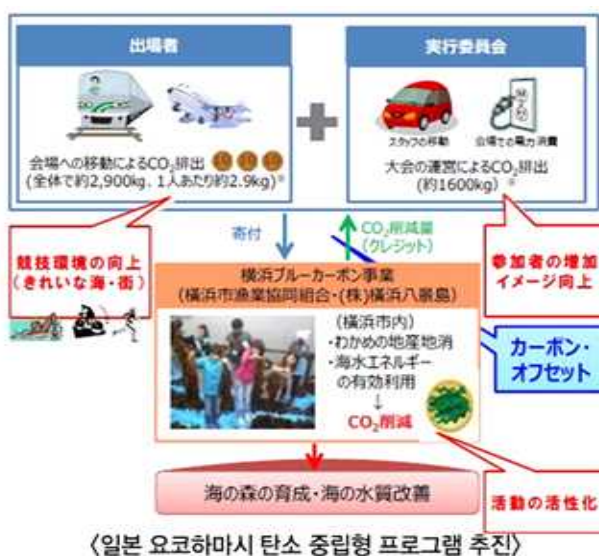 出場者
会場への移動によるCO₂排出 10 10 10
(全体で約2,900kg、1人あたり約2.9kg)※
実行委員会
スタッフの移動
会場での電力消費
大会の運営によるCO₂排出
(約1600kg)※
寄付
CO₂削減量
(クレジット)
競技環境の向上
(きれいな海・街)
参加者の増加
イメージ向上
横浜ブルーカーボン事業
(横浜市漁業協同組合・(株)横浜八景島)
(横浜市内)
・わかめの地産地消
・海水エネルギー
の有効利用
↓
CO₂削減
カーボン・
オフセット
海の森の育成・海の水質改善
活動の活性化
〈일본 요코하마시 탄소 중립형 프로그램 추진〉